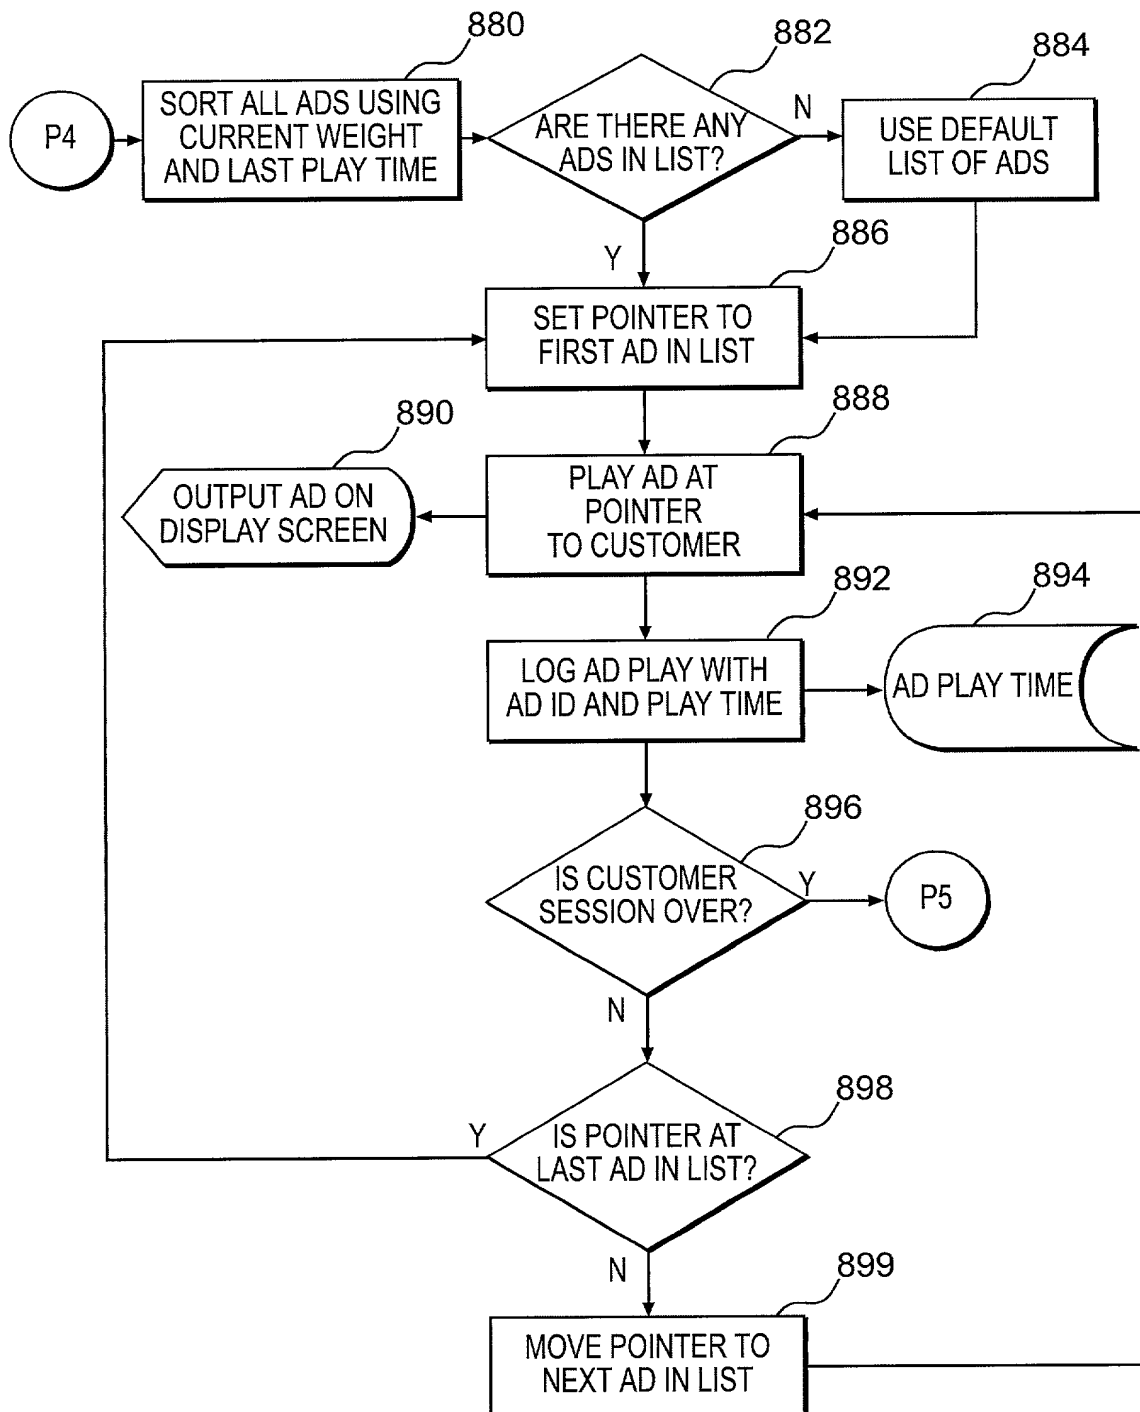 880
882
884
P4
SORT ALL ADS USING
CURRENT WEIGHT
AND LAST PLAY TIME
ARE THERE ANY
ADS IN LIST?
N
USE DEFAULT
LIST OF ADS
Y
886
SET POINTER TO
FIRST AD IN LIST
890
888
OUTPUT AD ON
DISPLAY SCREEN
PLAY AD AT
POINTER
TO CUSTOMER
892
894
LOG AD PLAY WITH
AD ID AND PLAY TIME
AD PLAY TIME
896
IS CUSTOMER
SESSION OVER?
Y
P5
N
898
Y
IS POINTER AT
LAST AD IN LIST?
N
899
MOVE POINTER TO
NEXT AD IN LIST